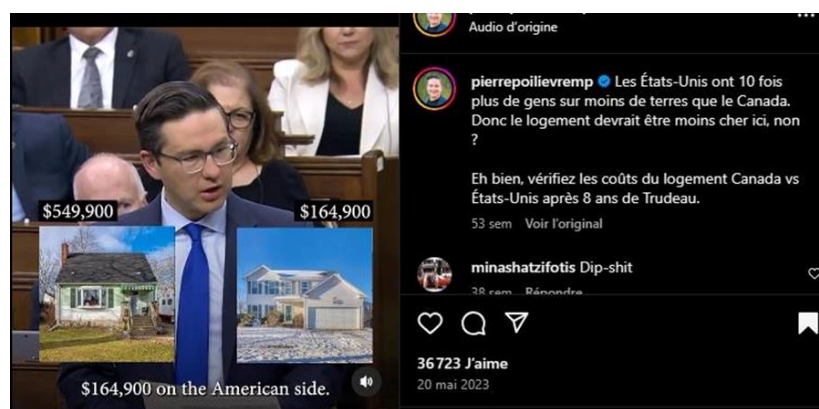 $549,900
$164,900
$164,900 on the American side.
Audio d'origine
pierrepoilievremp Les États-Unis ont 10 fois
plus de gens sur moins de terres que le Canada.
Donc le logement devrait être moins cher ici, non
?
Eh bien, vérifiez les coûts du logement Canada vs
États-Unis après 8 ans de Trudeau.
53 sem Voir l'original
minashatzifotis Dip-shit
38 sem Répondre
36 723 J'aime
20 mai 2023